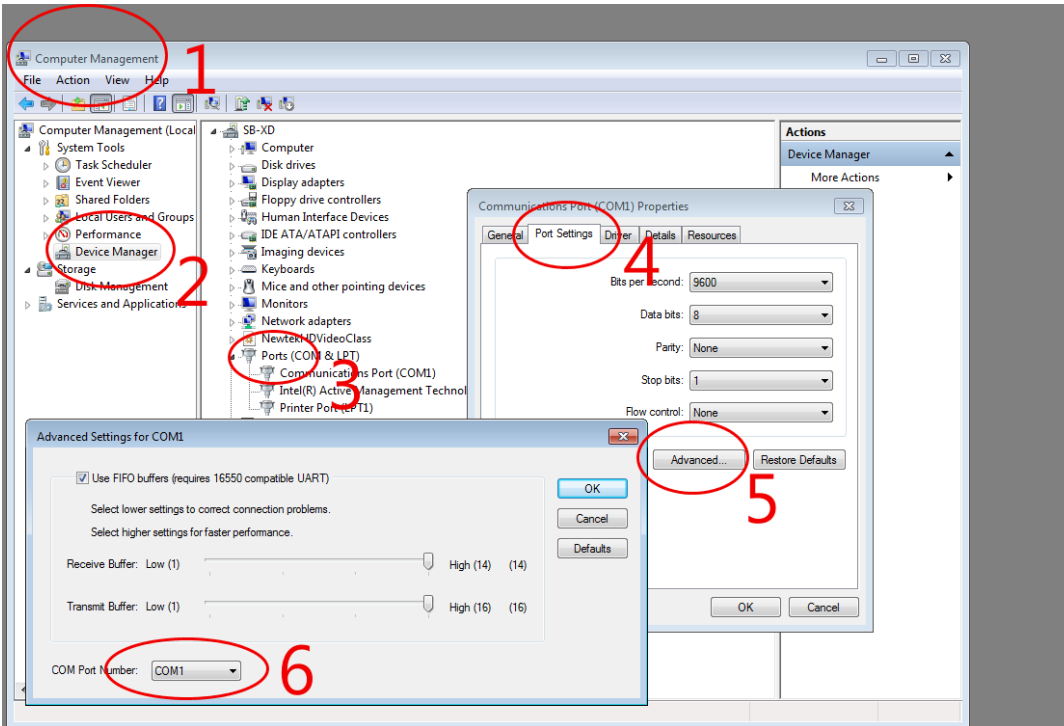 Computer Management
1
File Action View Help
Computer Management (Local
System Tools
Task Scheduler
Event Viewer
Shared Folders
Local Users and Groups
Performance
Device Manager
2
Storage
Disk Management
Services and Applications
SB-XD
Computer
Disk drives
Display adapters
Floppy drive controllers
Human Interface Devices
IDE ATA/ATAPI controllers
Imaging devices
Keyboards
Mice and other pointing devices
Monitors
Network adapters
NewtekHDVideoClass
Ports (COM & LPT)
3
Communications Port (COM1)
Intel(R) Active Management Technol
Printer Port (LPT1)
Actions
Device Manager
More Actions
Communications Port (COM1) Properties
General Port Settings Driver Details Resources
4
Bits per second: 9600
Data bits: 8
Parity: None
Stop bits: 1
Flow control: None
Advanced... Restore Defaults
5
OK Cancel
Advanced Settings for COM1
Use FIFO buffers (requires 16550 compatible UART)
OK
Select lower settings to correct connection problems.
Cancel
Select higher settings for faster performance.
Defaults
Receive Buffer: Low (1) High (14) (14)
Transmit Buffer: Low (1) High (16) (16)
COM Port Number: COM1
6